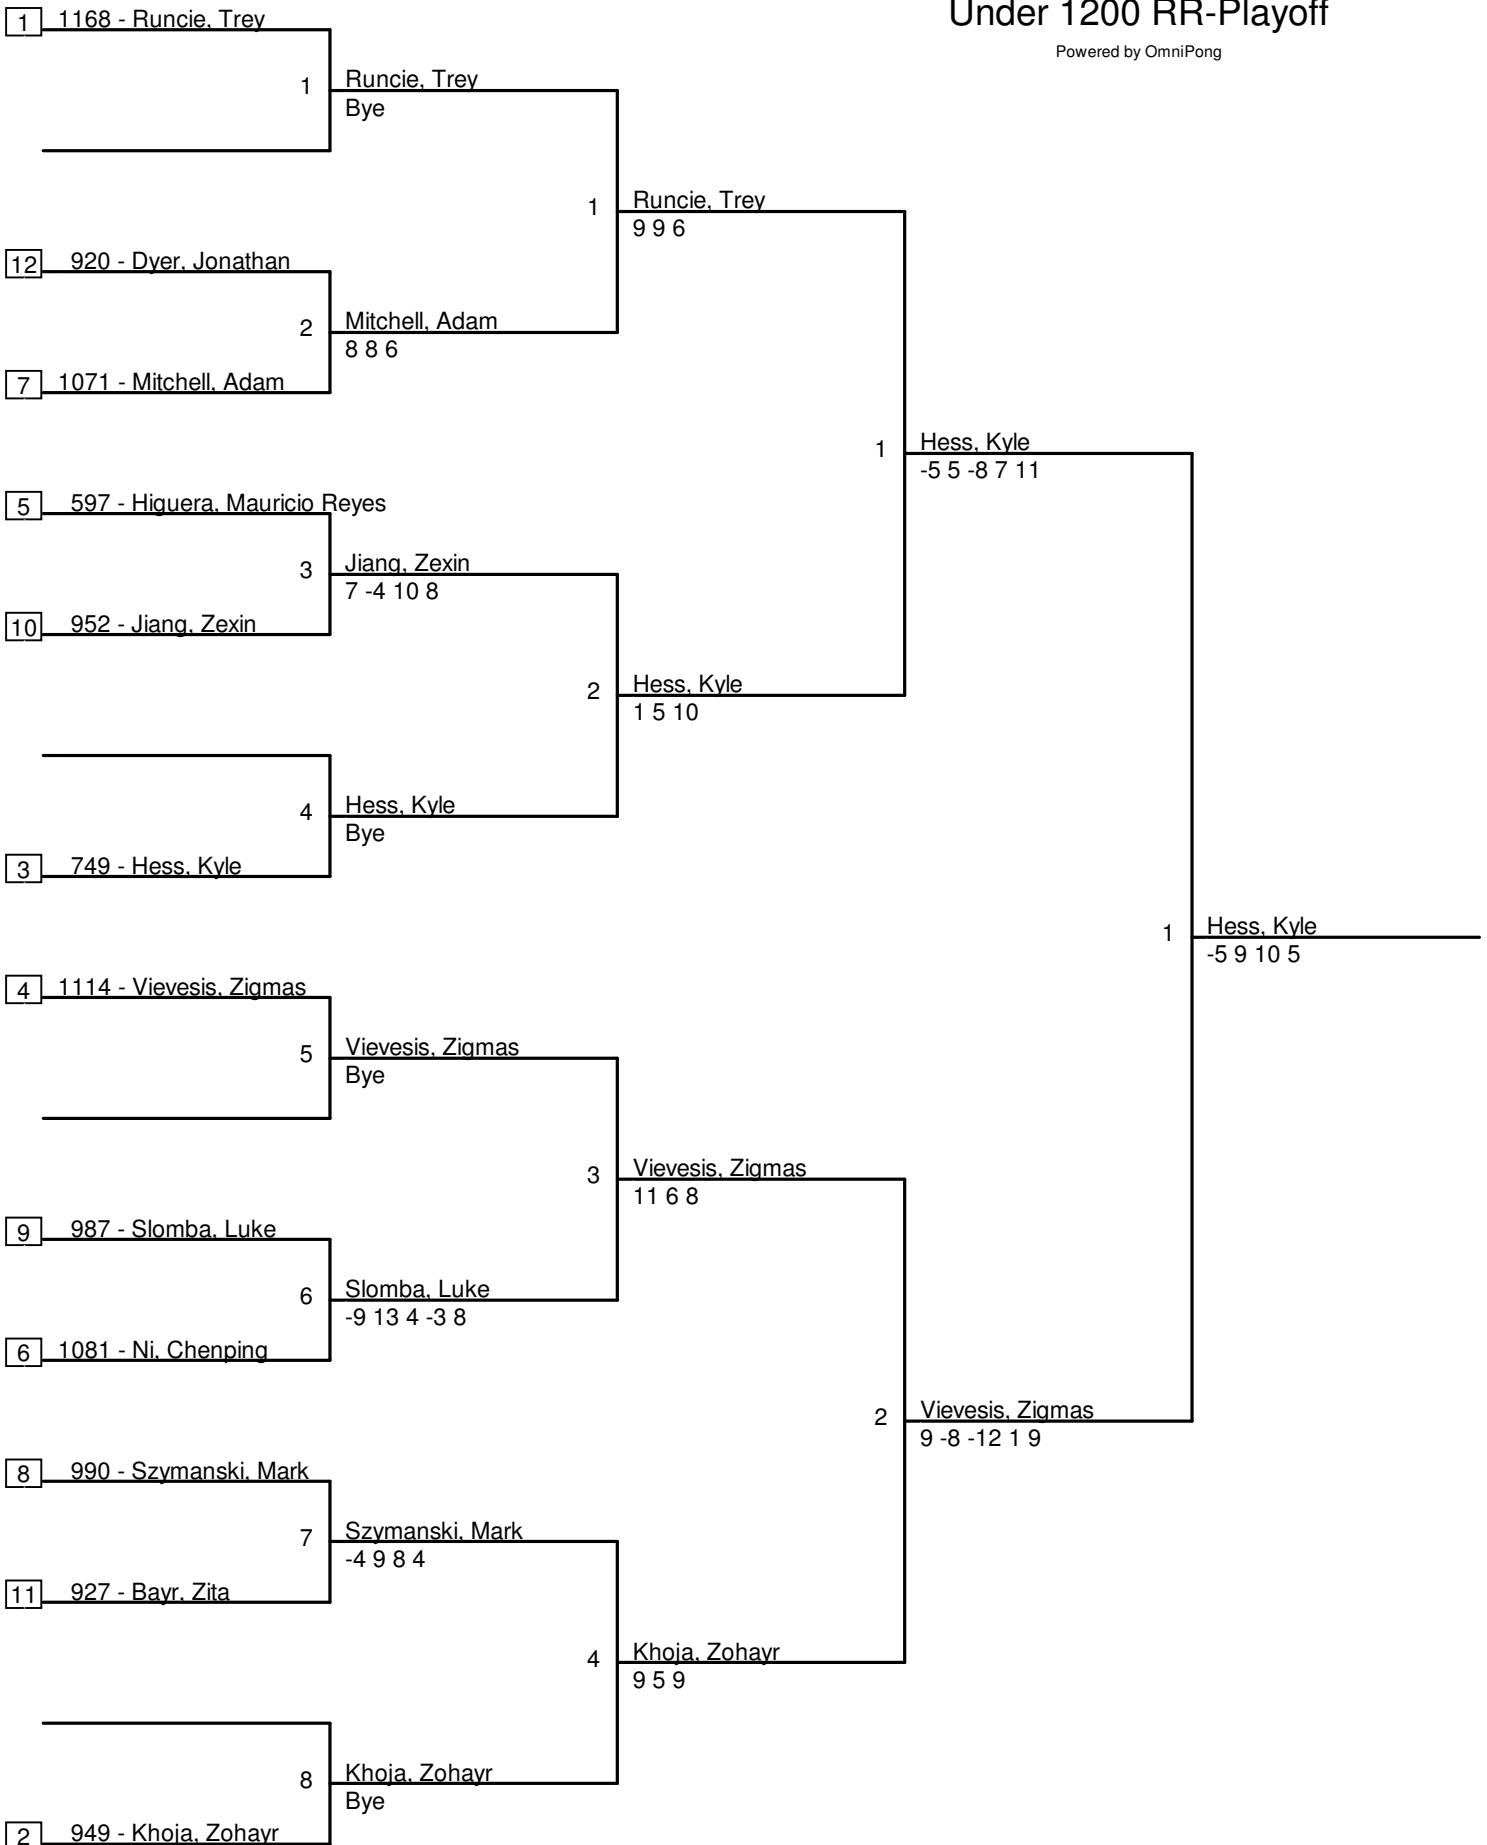 Under 1200 RR-Playoff
Powered by OmniPong
1 1168 - Runcie, Trey
1 Runcie, Trey
Bye
1 Runcie, Trey
9 9 6
12 920 - Dyer, Jonathan
2 Mitchell, Adam
8 8 6
7 1071 - Mitchell, Adam
1 Hess, Kyle
-5 5 -8 7 11
5 597 - Higuera, Mauricio Reyes
3 Jiang, Zexin
7 -4 10 8
10 952 - Jiang, Zexin
2 Hess, Kyle
1 5 10
4 Hess, Kyle
Bye
3 749 - Hess, Kyle
1 Hess, Kyle
-5 9 10 5
4 1114 - Vievesis, Zigmas
5 Vievesis, Zigmas
Bye
3 Vievesis, Zigmas
11 6 8
9 987 - Slomba, Luke
6 Slomba, Luke
-9 13 4 -3 8
6 1081 - Ni, Chenping
2 Vievesis, Zigmas
9 -8 -12 1 9
8 990 - Szymanski, Mark
7 Szymanski, Mark
-4 9 8 4
11 927 - Bayr, Zita
4 Khoja, Zohayr
9 5 9
8 Khoja, Zohayr
Bye
2 949 - Khoja, Zohayr